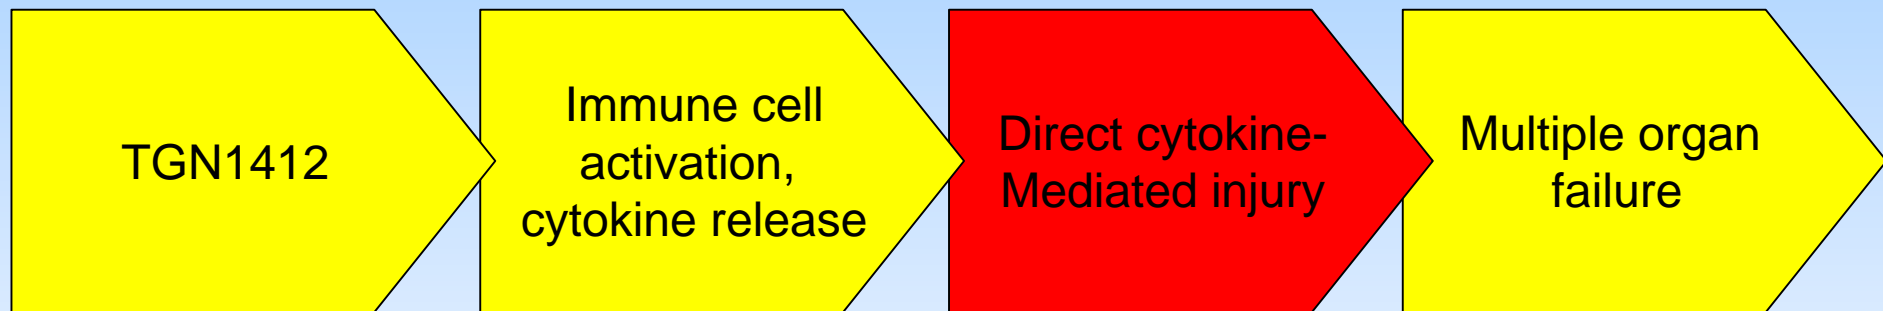 TGN1412
Immune cell
activation,
cytokine release
Direct cytokine-
Mediated injury
Multiple organ
failure